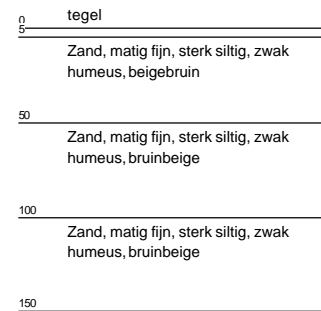 0 tegel
5
Zand, matig fijn, sterk siltig, zwak
humeus, beigebruin
50
Zand, matig fijn, sterk siltig, zwak
humeus, bruinbeige
100
Zand, matig fijn, sterk siltig, zwak
humeus, bruinbeige
150